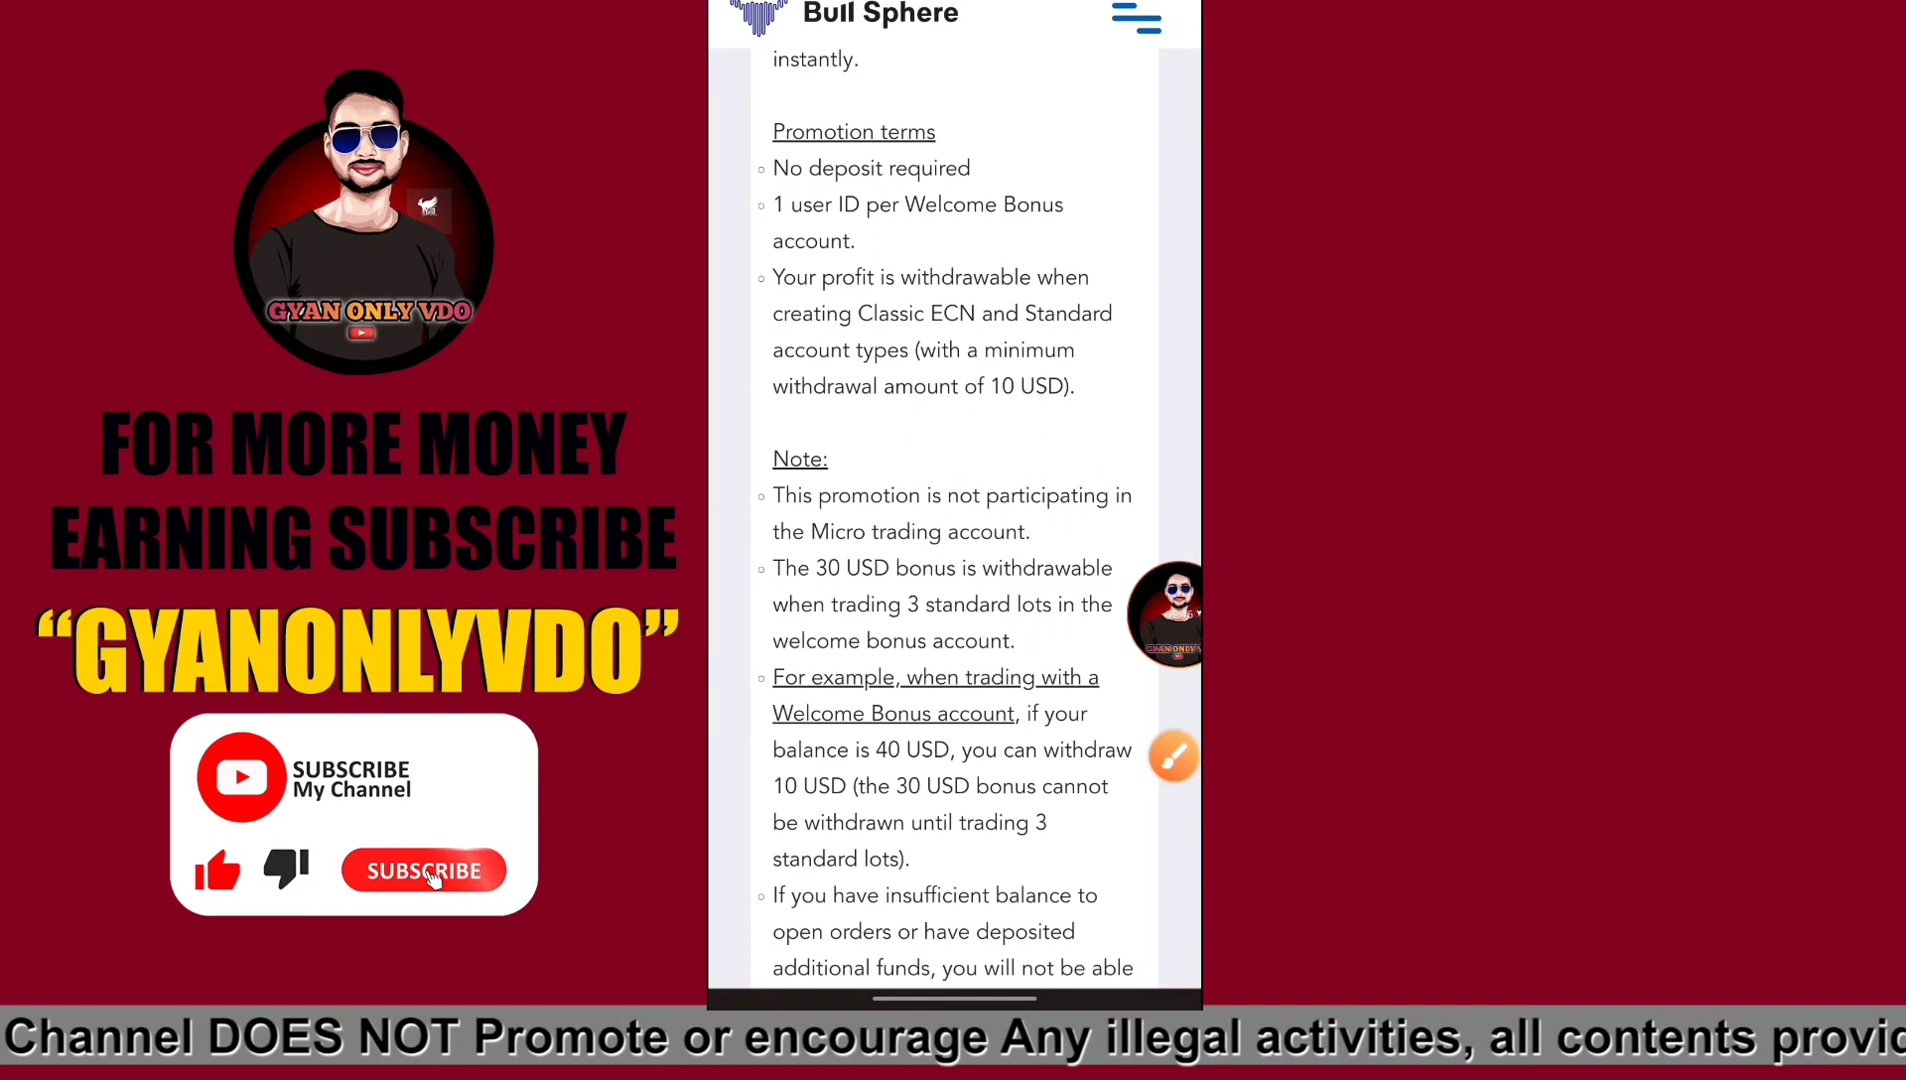 GYAN ONLY VDO
FOR MORE MONEY
EARNING SUBSCRIBE
“GYANONLYVDO”
SUBSCRIBE
My Channel
SUBSCRIBE
Bull Sphere
instantly.
Promotion terms
No deposit required
1 user ID per Welcome Bonus
account.
Your profit is withdrawable when
creating Classic ECN and Standard
account types (with a minimum
withdrawal amount of 10 USD).
Note:
This promotion is not participating in
the Micro trading account.
The 30 USD bonus is withdrawable
when trading 3 standard lots in the
welcome bonus account.
For example, when trading with a
Welcome Bonus account, if your
balance is 40 USD, you can withdraw
10 USD (the 30 USD bonus cannot
be withdrawn until trading 3
standard lots).
If you have insufficient balance to
open orders or have deposited
additional funds, you will not be able
Channel DOES NOT Promote or encourage Any illegal activities, all contents provid